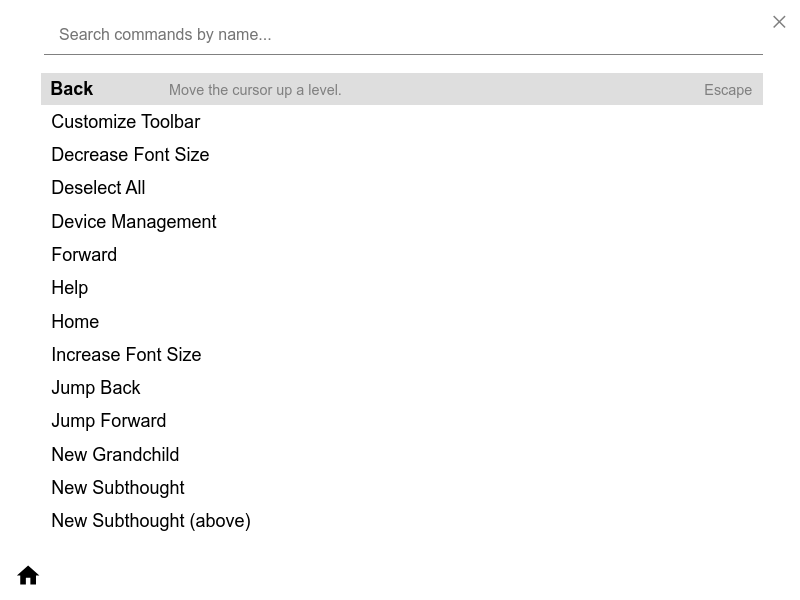 Search commands by name...
Back Move the cursor up a level. Escape
Customize Toolbar
Decrease Font Size
Deselect All
Device Management
Forward
Help
Home
Increase Font Size
Jump Back
Jump Forward
New Grandchild
New Subthought
New Subthought (above)